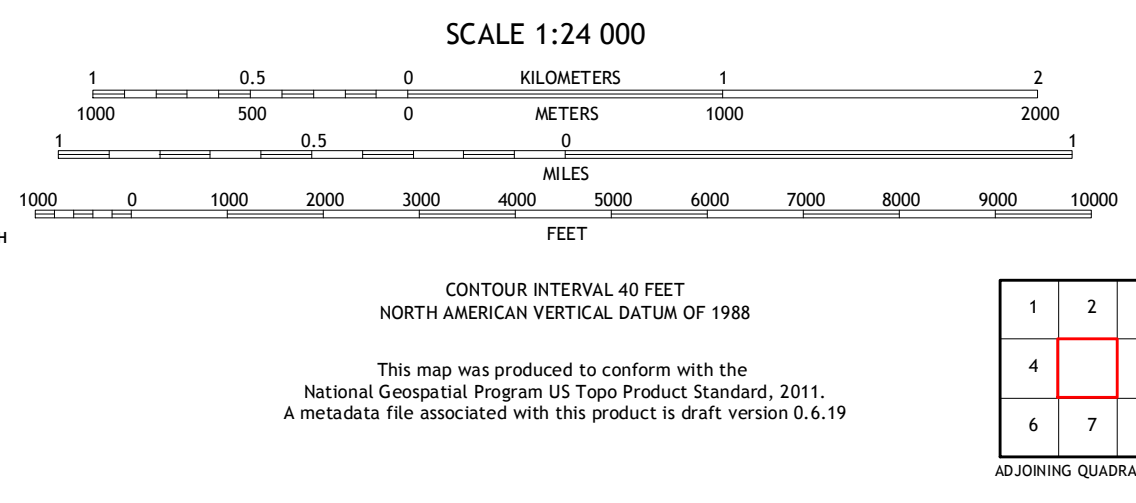 SCALE 1:24 000
1 0.5 0 KILOMETERS 1 2
1000 500 0 METERS 1000 2000
1 0.5 0 1
MILES
1000 0 1000 2000 3000 4000 5000 6000 7000 8000 9000 10000
FEET
H
CONTOUR INTERVAL 40 FEET
NORTH AMERICAN VERTICAL DATUM OF 1988
This map was produced to conform with the
National Geospatial Program US Topo Product Standard, 2011.
A metadata file associated with this product is draft version 0.6.19
1 2
4
6 7
ADJOINING QUADRA